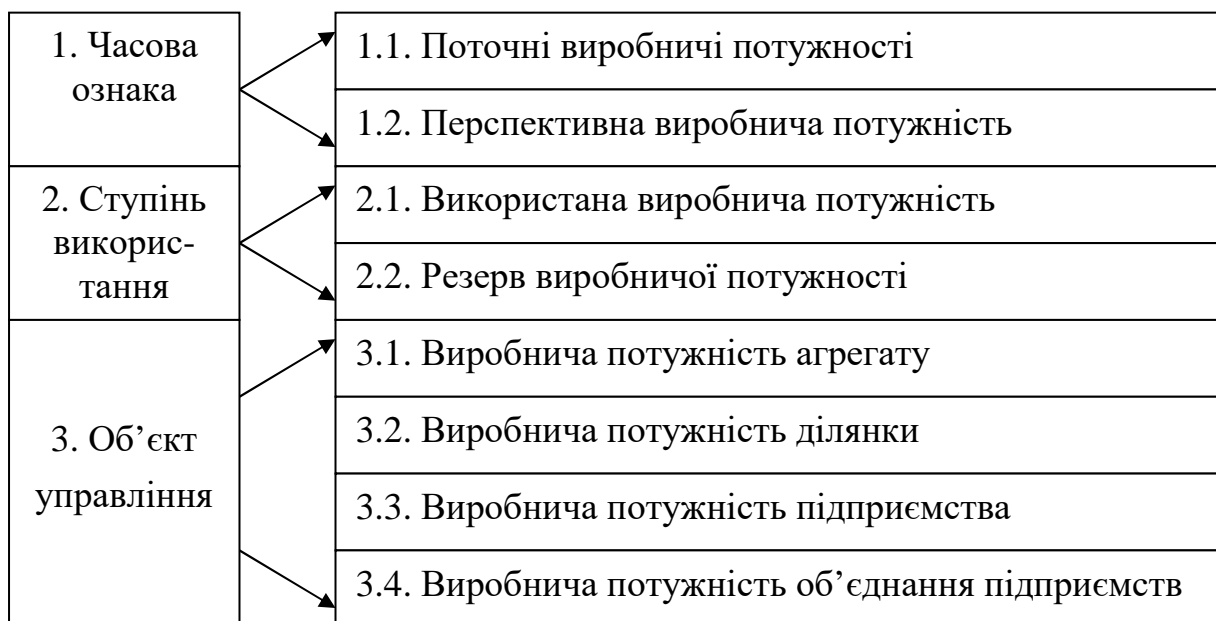 1. Часова
ознака
1.1. Поточні виробничі потужності
1.2. Перспективна виробнича потужність
2. Ступінь
викорис-
тання
2.1. Використана виробнича потужність
2.2. Резерв виробничої потужності
3. Об’єкт
управління
3.1. Виробнича потужність агрегату
3.2. Виробнича потужність ділянки
3.3. Виробнича потужність підприємства
3.4. Виробнича потужність об’єднання підприємств